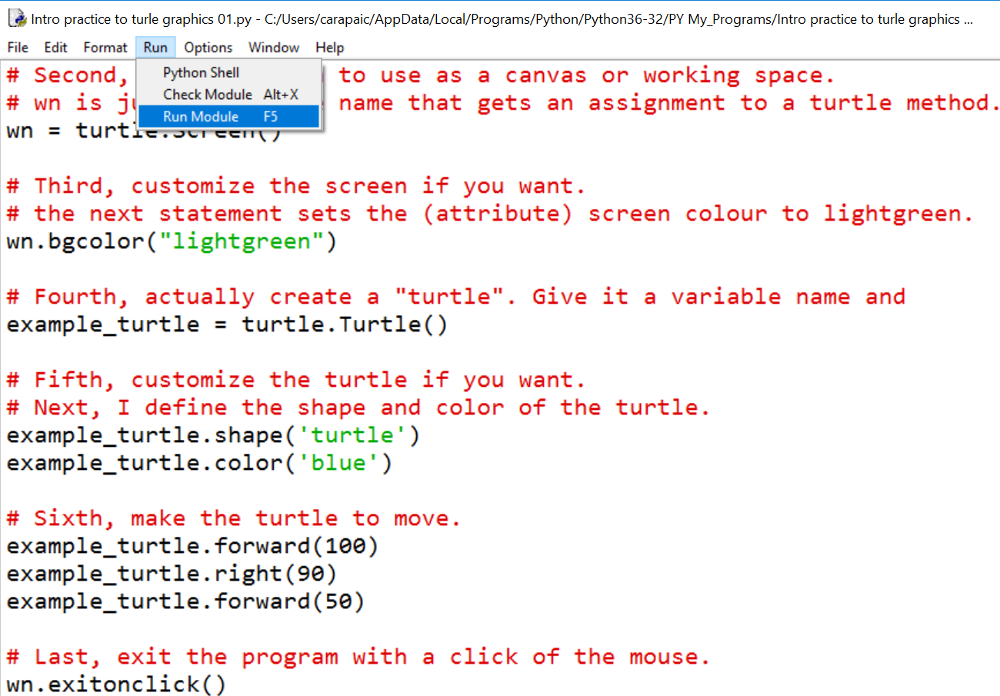 Intro practice to turle graphics 01.py - C:/Users/carapaic/AppData/Local/Programs/Python/Python36-32/PY My_Programs/Intro practice to turle graphics ...
File Edit Format Run Options Window Help
Python Shell
Check Module Alt+X
Run Module F5
# Second, to use as a canvas or working space.
# wn is name that gets an assignment to a turtle method.
wn = turtle.Screen()
# Third, customize the screen if you want.
# the next statement sets the (attribute) screen colour to lightgreen.
wn.bgcolor("lightgreen")
# Fourth, actually create a "turtle". Give it a variable name and
example_turtle = turtle.Turtle()
# Fifth, customize the turtle if you want.
# Next, I define the shape and color of the turtle.
example_turtle.shape('turtle')
example_turtle.color('blue')
# Sixth, make the turtle to move.
example_turtle.forward(100)
example_turtle.right(90)
example_turtle.forward(50)
# Last, exit the program with a click of the mouse.
wn.exitonclick()